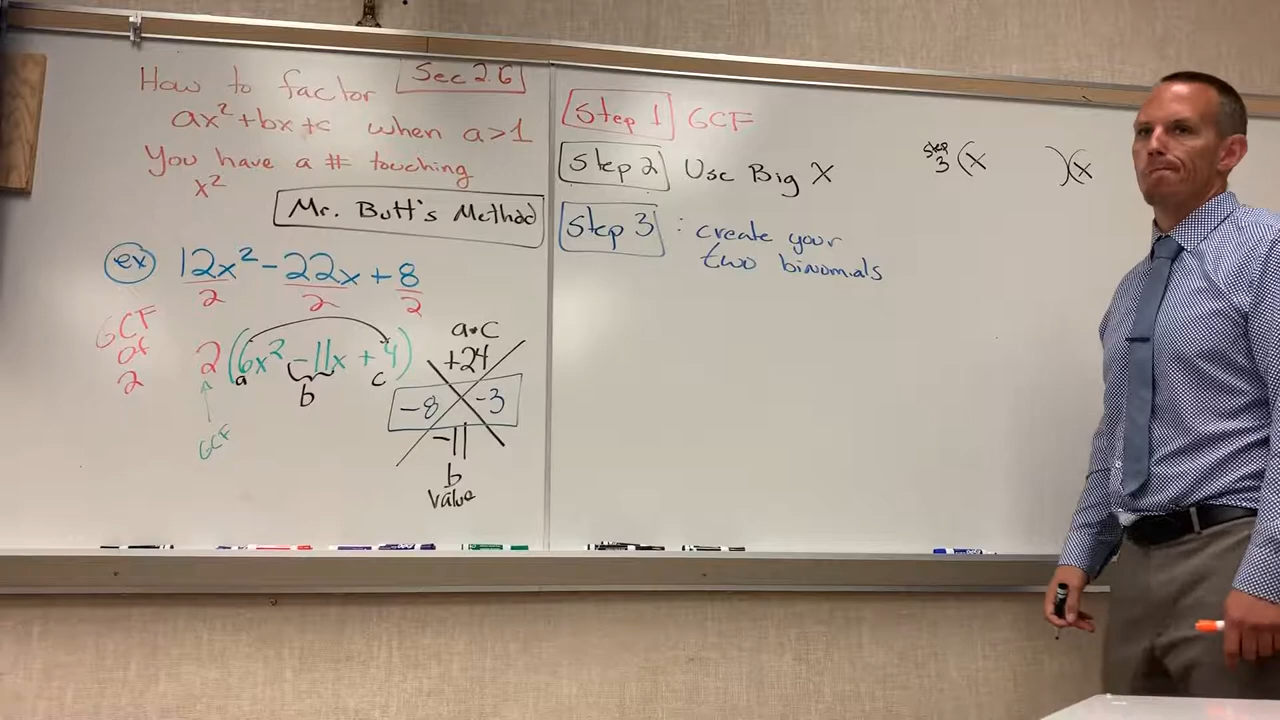 How to factor
Sec 2.6
ax²+bx+c when a>1
You have a # touching
x²
Mr. Butt's Method
ex 12x² - 22x + 8
2 2 2
GCF
of
2
2(6x² - 11x + 4)
a b c
GCF
a•c
+24
-8 -3
-11
b
value
Step 1 GCF
Step 2 Use Big X
Step 3 : create your
two binomials
step
3 (x )(x